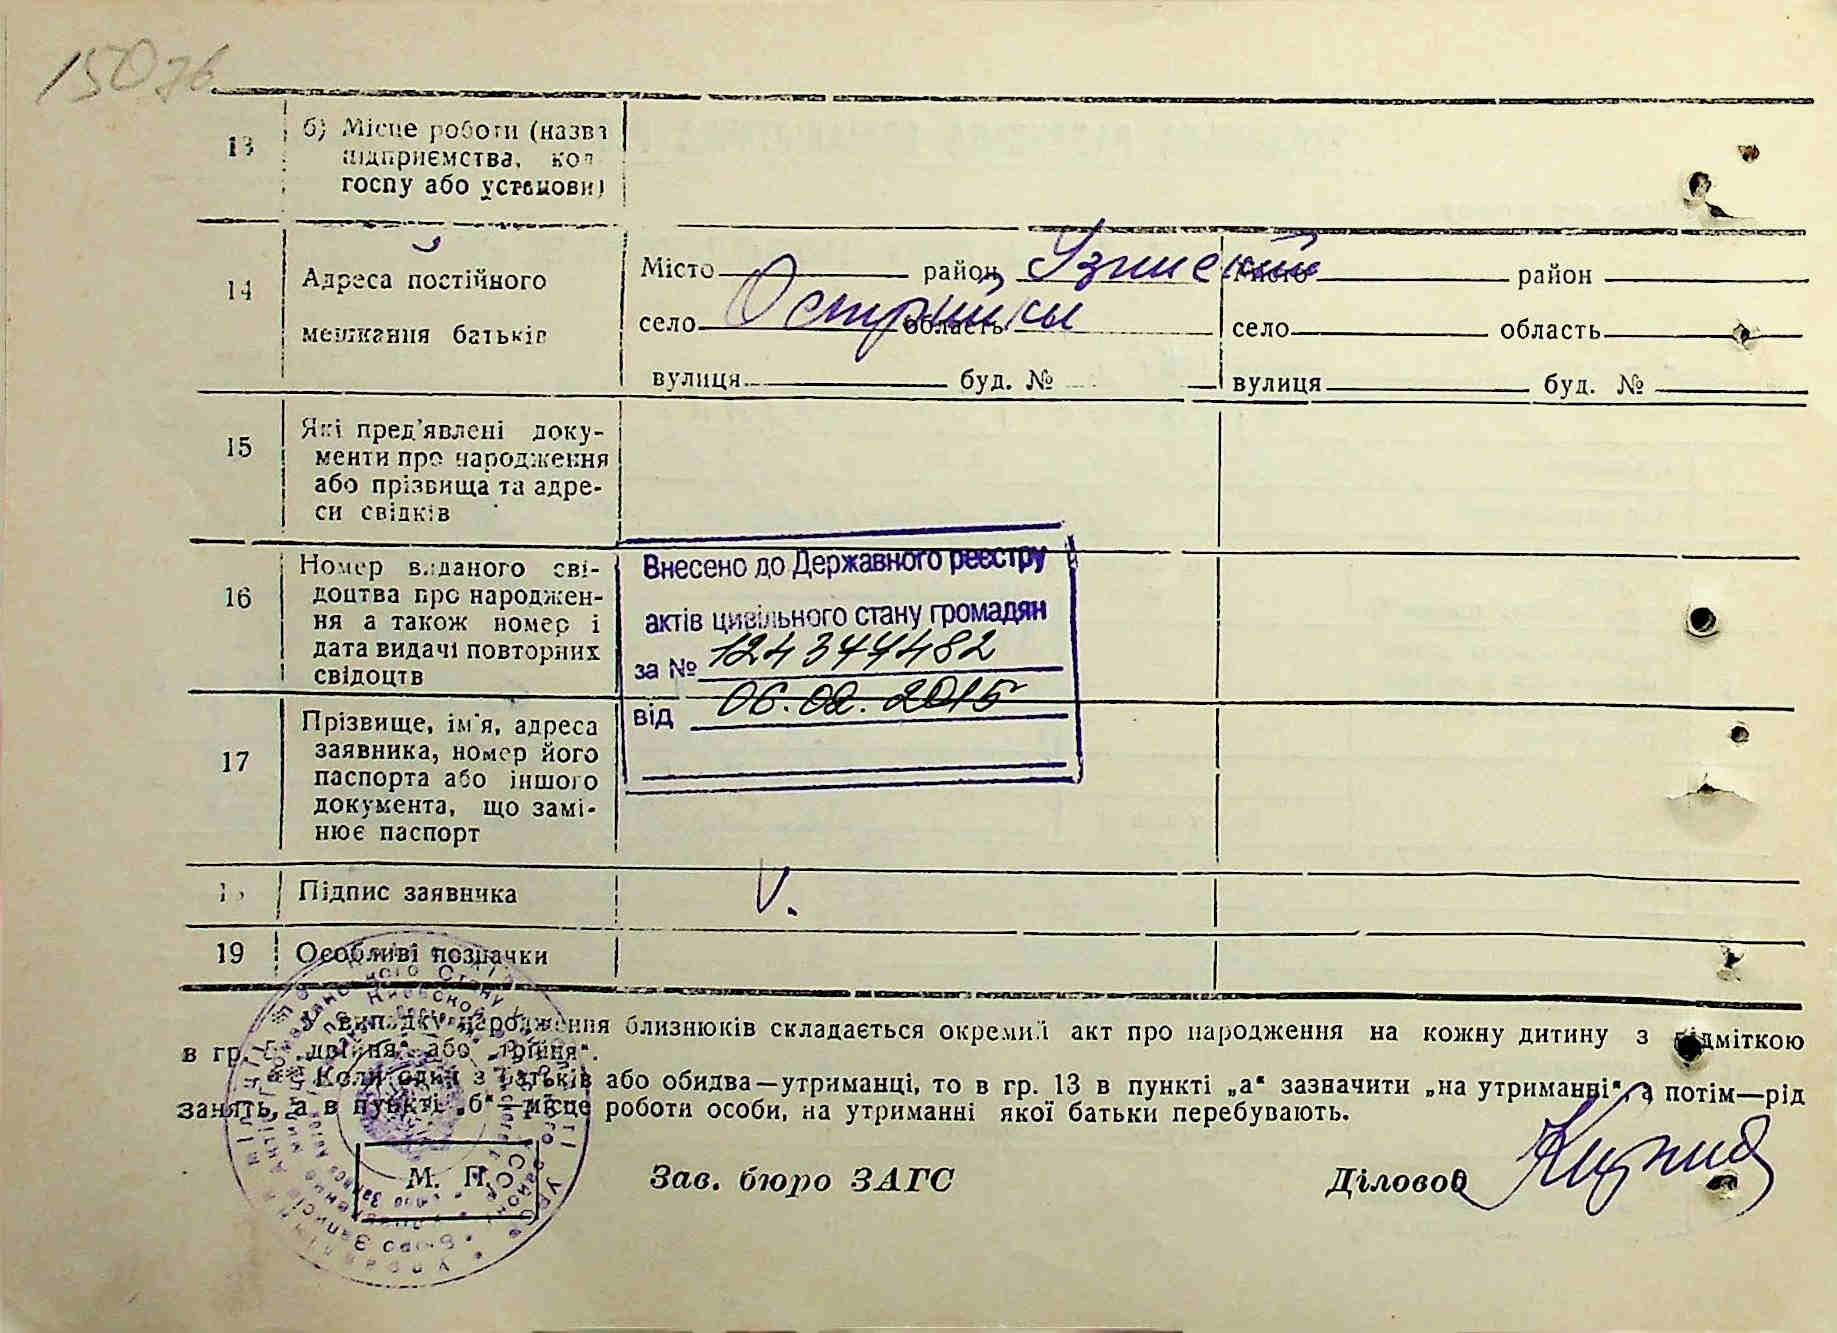 13 б) Місце роботи (назва
підприємства, кол-
госпу або установи)
14 Адреса постійного
мешкання батьків
Місто район Узинский
село Острійки область
вулиця буд. №
Місто район
село область
вулиця буд. №
15 Які пред'явлені доку-
менти про народження
або прізвища та адре-
си свідків
16 Номер виданого сві-
доцтва про народжен-
ня а також номер і
дата видачі повторних
свідоцтв
Внесено до Державного реєстру
актів цивільного стану громадян
за №
від 06.02.2015
17 Прізвище, ім'я, адреса
заявника, номер його
паспорта або іншого
документа, що замі-
нює паспорт
18 Підпис заявника
V.
19 Особливі позначки
У випадку народження близнюків складається окремий акт про народження на кожну дитину з відміткою
в гр. 5 „двійня“ або „трійня“.
Коли один з батьків або обидва—утриманці, то в гр. 13 в пункті „а“ зазначити „на утриманні“, а потім—рід
занять, а в пункті „б“—місце роботи особи, на утриманні якої батьки перебувають.
М. П.
Зав. бюро ЗАГС
Діловод